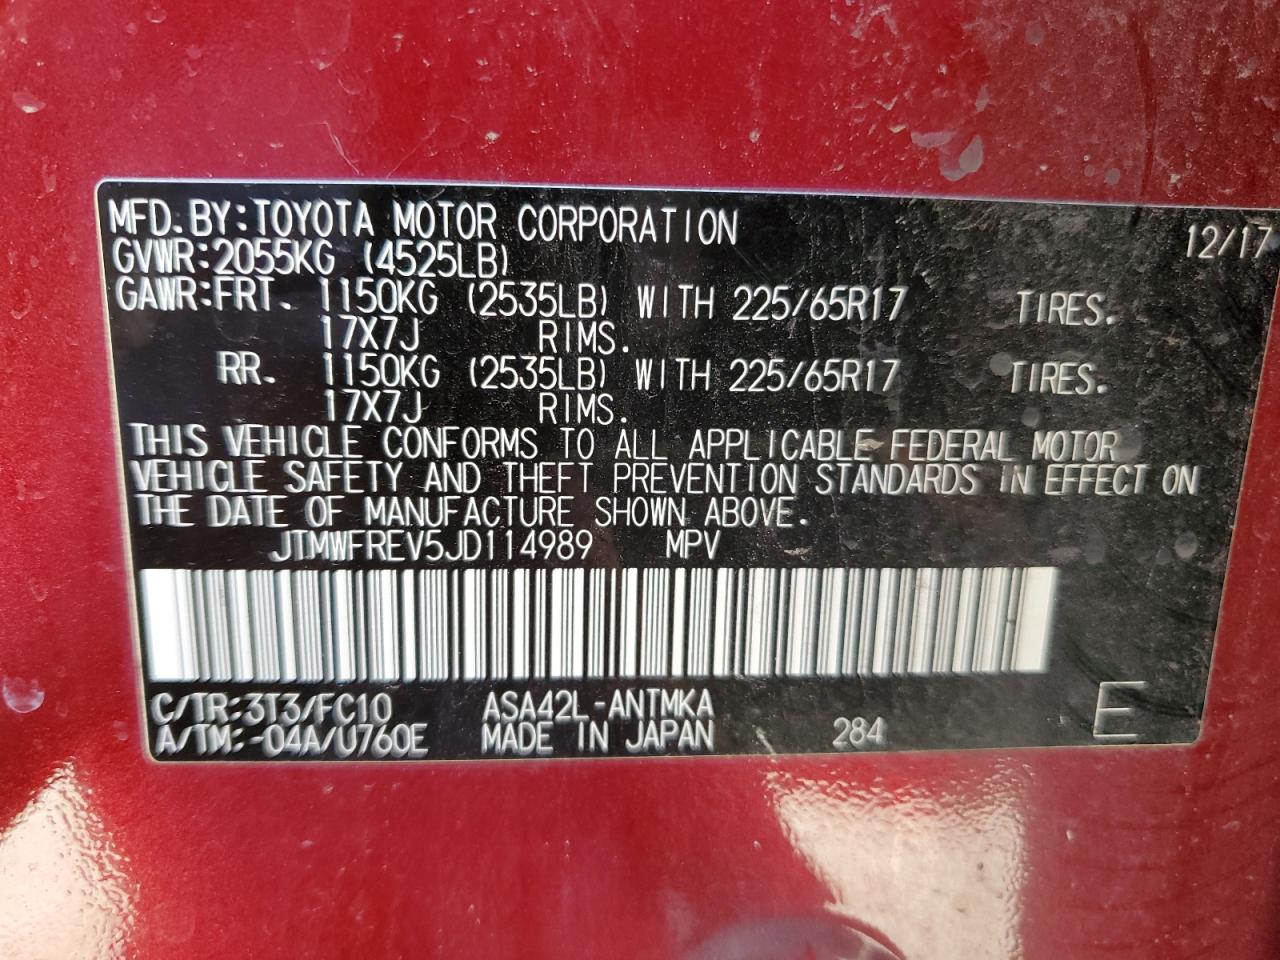 MFD.BY:TOYOTA MOTOR CORPORATION 12/17
GVWR:2055KG (4525LB)
GAWR:FRT. 1150KG (2535LB) WITH 225/65R17 TIRES.
17X7J RIMS.
RR. 1150KG (2535LB) WITH 225/65R17 TIRES.
17X7J RIMS.
THIS VEHICLE CONFORMS TO ALL APPLICABLE FEDERAL MOTOR
VEHICLE SAFETY AND THEFT PREVENTION STANDARDS IN EFFECT ON
THE DATE OF MANUFACTURE SHOWN ABOVE.
JTMWFREV5JD114989 MPV
C/TR:3T3/FC10 ASA42L-ANTMKA
A/TM:-04A/U760E MADE IN JAPAN 284 E